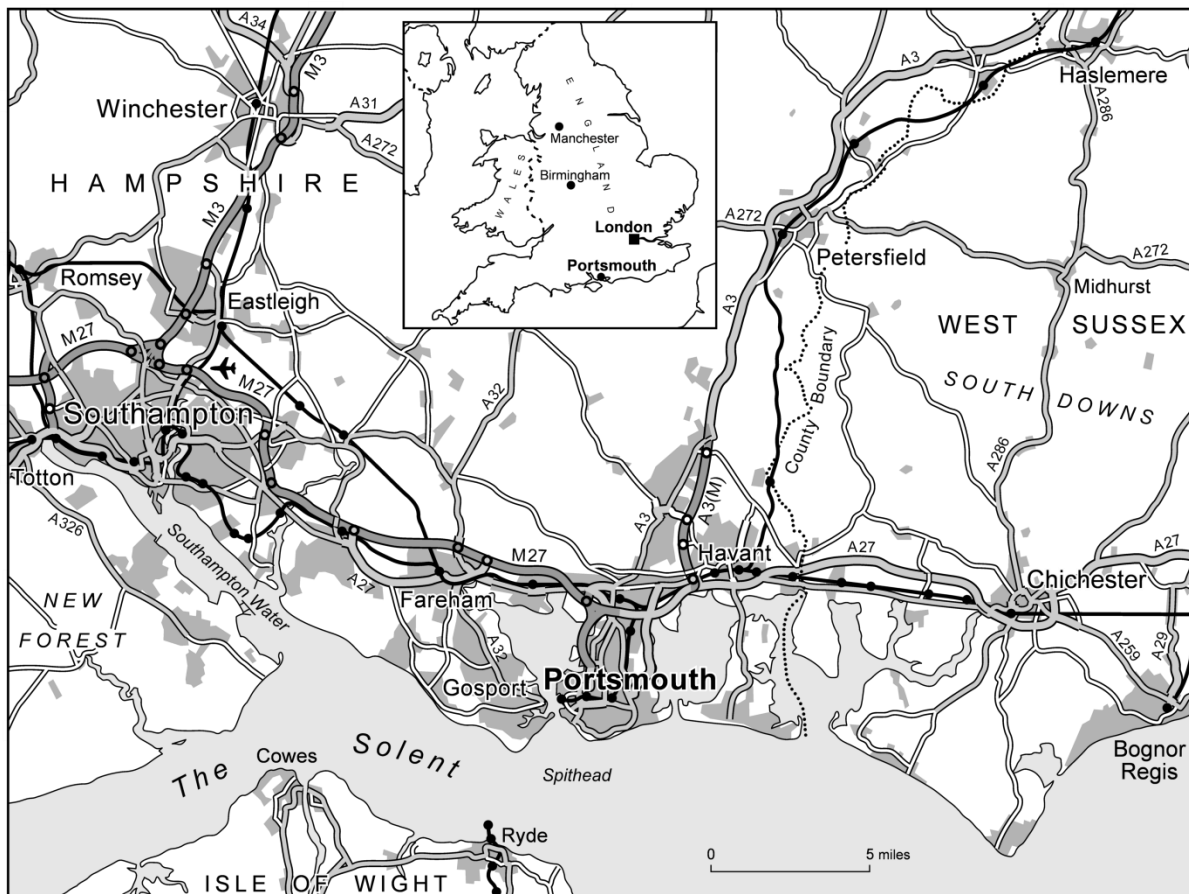 A34
M3
A3
Haslemere
A286
Winchester
A31
A272
HAMPSHIRE
M3
ENGLAND
Manchester
WALES
Birmingham
London
Portsmouth
A272
Petersfield
A272
Midhurst
Romsey
Eastleigh
M27
M27
A3
WEST SUSSEX
SOUTH DOWNS
County Boundary
A32
Southampton
A286
Totton
A326
Southampton Water
A3
A3(M)
Havant
M27
A27
A27
A27
Chichester
Fareham
NEW
FOREST
A32
A259
A29
Gosport
Portsmouth
The Solent
Cowes
Spithead
Bognor
Regis
Ryde
0 5 miles
ISLE OF WIGHT